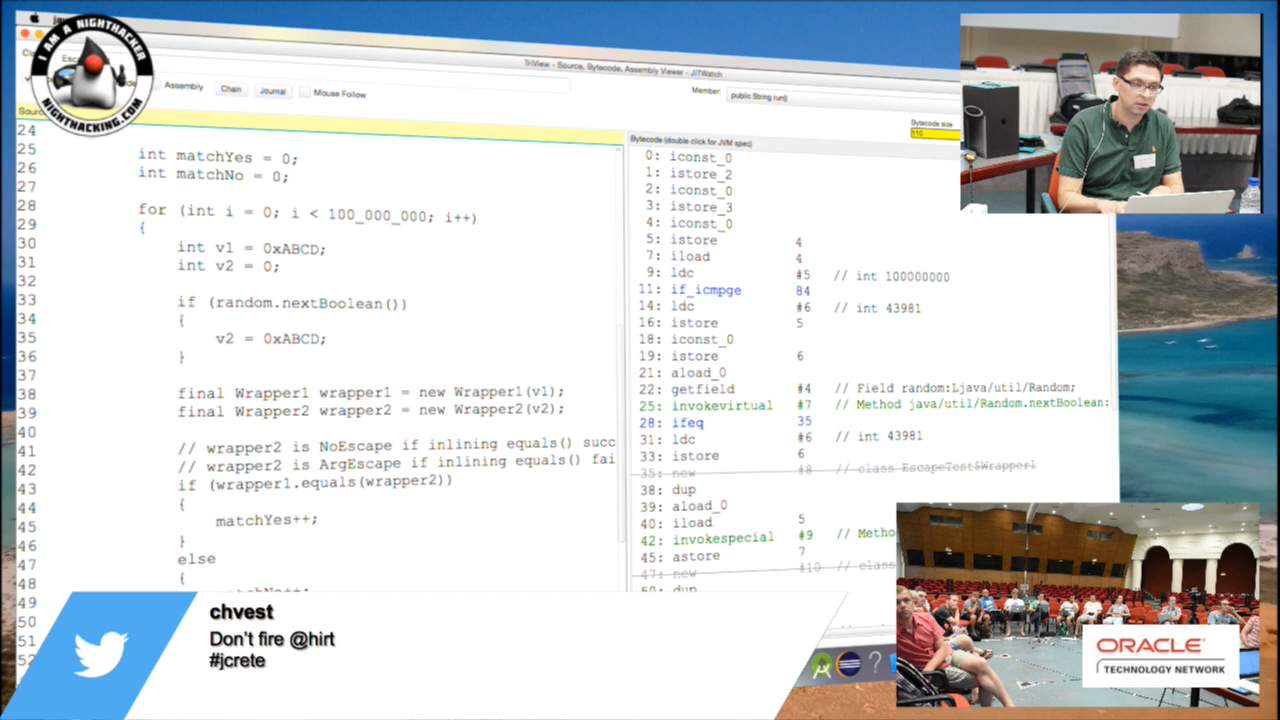 I AM A NIGHTHACKER
NIGHTHACKING.COM
TriView - Source, Bytecode, Assembly Viewer - JITWatch
Assembly
Chain
Journal
Mouse Follow
Member:
public String run()
Bytecode size
110
Bytecode (double click for JVM spec)
24
25 int matchYes = 0;
26 int matchNo = 0;
27
28 for (int i = 0; i < 100_000_000; i++)
29 {
30 int v1 = 0xABCD;
31 int v2 = 0;
32
33 if (random.nextBoolean())
34 {
35 v2 = 0xABCD;
36 }
37
38 final Wrapper1 wrapper1 = new Wrapper1(v1);
39 final Wrapper2 wrapper2 = new Wrapper2(v2);
40
41 // wrapper2 is NoEscape if inlining equals() succ
42 // wrapper2 is ArgEscape if inlining equals() fai
43 if (wrapper1.equals(wrapper2))
44 {
45 matchYes++;
46 }
47 else
48 {
49
50
51
0: iconst_0
1: istore_2
2: iconst_0
3: istore_3
4: iconst_0
5: istore 4
7: iload 4
9: ldc #5 // int 100000000
11: if_icmpge 84
14: ldc #6 // int 43981
16: istore 5
18: iconst_0
19: istore 6
21: aload_0
22: getfield #4 // Field random:Ljava/util/Random;
25: invokevirtual #7 // Method java/util/Random.nextBoolean:
28: ifeq 35
31: ldc #6 // int 43981
33: istore 6
35: new #8 // class EscapeTest$Wrapper1
38: dup
39: aload_0
40: iload 5
42: invokespecial #9 // Metho
45: astore 7
47: new #10 // class
50: dup
chvest
Don't fire @hirt
#jcrete
ORACLE
TECHNOLOGY NETWORK